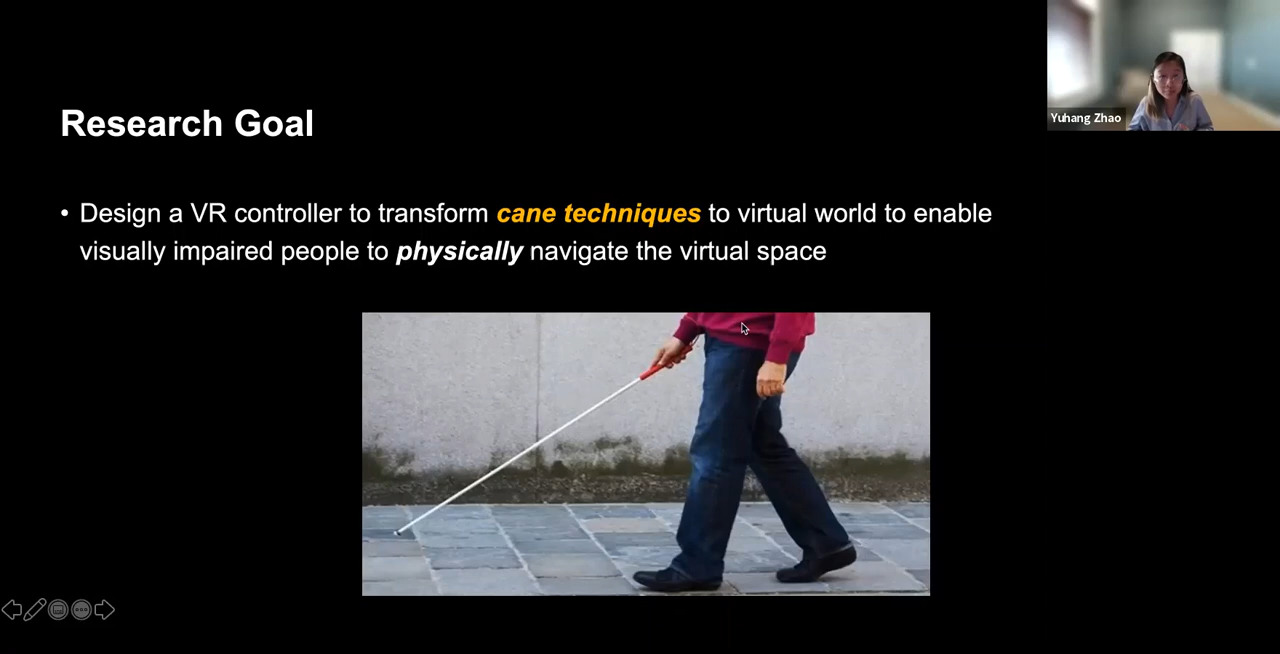 Yuhang Zhao
Research Goal
• Design a VR controller to transform cane techniques to virtual world to enable
visually impaired people to physically navigate the virtual space